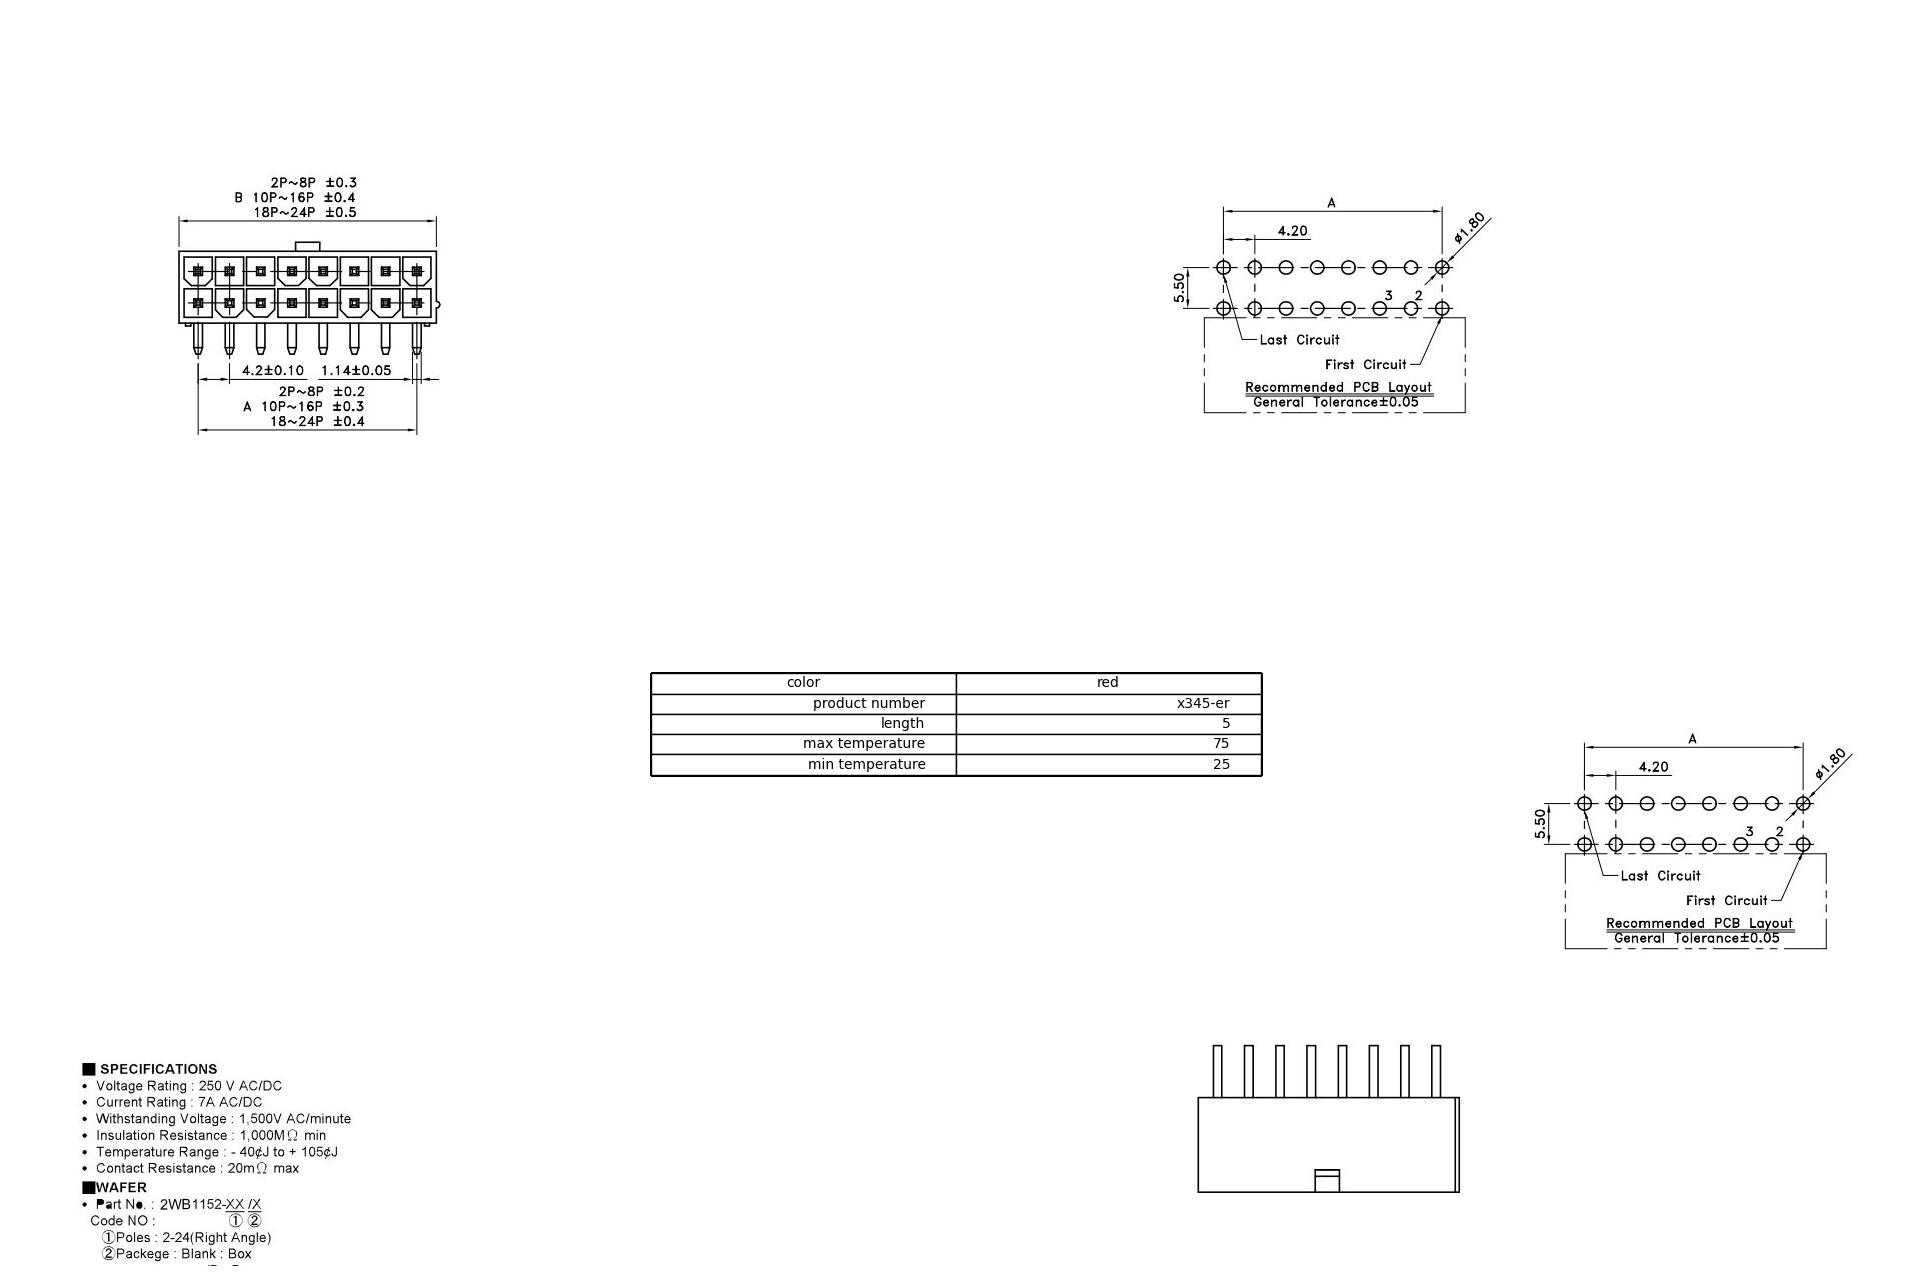 2P~8P ±0.3
B 10P~16P ±0.4
18P~24P ±0.5
4.2±0.10 1.14±0.05
2P~8P ±0.2
A 10P~16P ±0.3
18~24P ±0.4
A
4.20
ø1.80
5.50
3 2
Last Circuit
First Circuit
Recommended PCB Layout
General Tolerance±0.05
color red
product number x345-er
length 5
max temperature 75
min temperature 25
A
4.20
ø1.80
5.50
3 2
Last Circuit
First Circuit
Recommended PCB Layout
General Tolerance±0.05
■ SPECIFICATIONS
• Voltage Rating : 250 V AC/DC
• Current Rating : 7A AC/DC
• Withstanding Voltage : 1,500V AC/minute
• Insulation Resistance : 1,000MΩ min
• Temperature Range : - 40¢J to + 105¢J
• Contact Resistance : 20mΩ max
■WAFER
• Part No. : 2WB1152-XX /X
Code NO : ① ②
①Poles : 2-24(Right Angle)
②Packege : Blank : Box